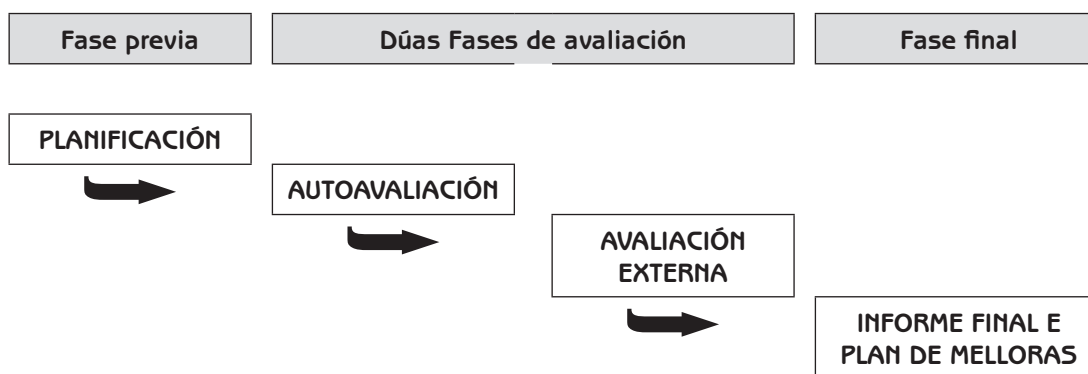 Fase previa
Dúas Fases de avaliación
Fase final
PLANIFICACIÓN
AUTOAVALIACIÓN
AVALIACIÓN
EXTERNA
INFORME FINAL E
PLAN DE MELLORAS